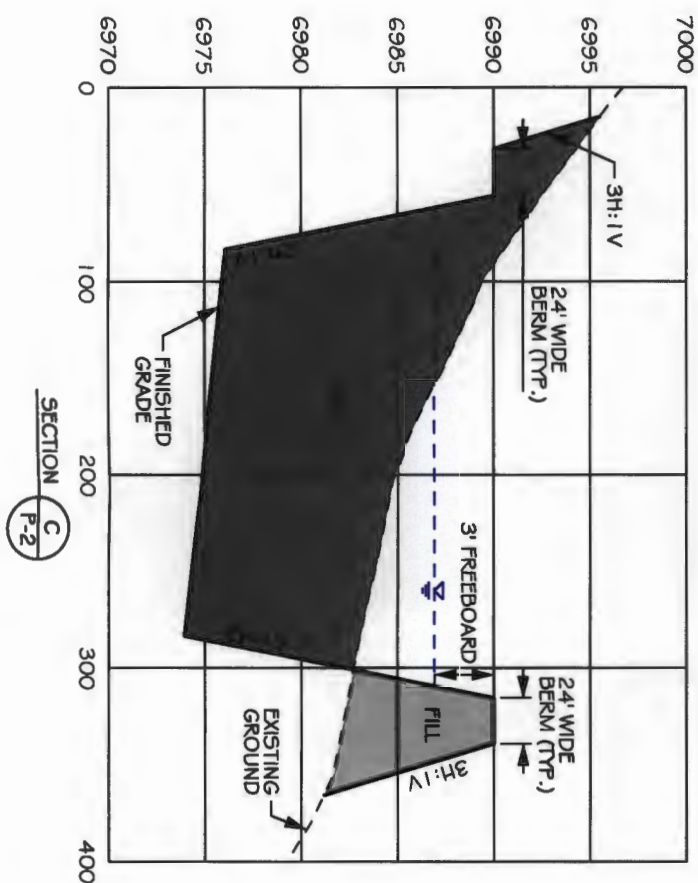 7000
6995
6990
6985
6980
6975
6970
0
100
200
300
400
3H:1V
24' WIDE
BERM (TYP.)
3' FREEBOARD
24' WIDE
BERM (TYP.)
FILL
3H:1V
FINISHED
GRADE
EXISTING
GROUND
SECTION
C
P-2